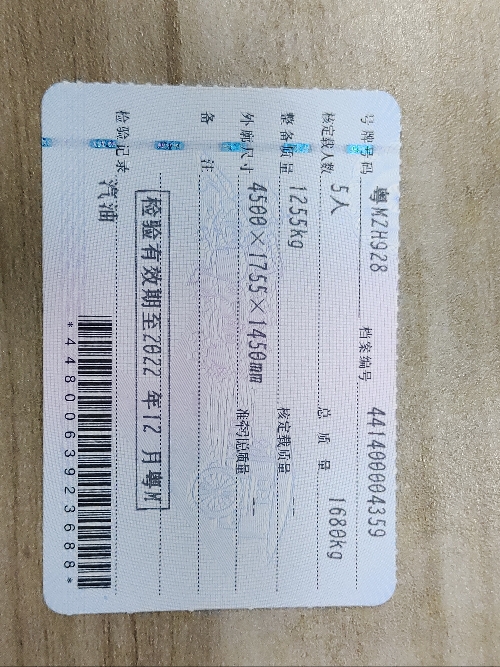 号牌号码 粤MZH928 档案编号 441400004359
核定载人数 5人 总质量 1680kg
整备质量 1255kg 核定载质量 --
外廓尺寸 4500×1755×1450mm 准牵引总质量 --
备注
检验有效期至2022年12月粤M
检验记录 汽油
*4480063923688*